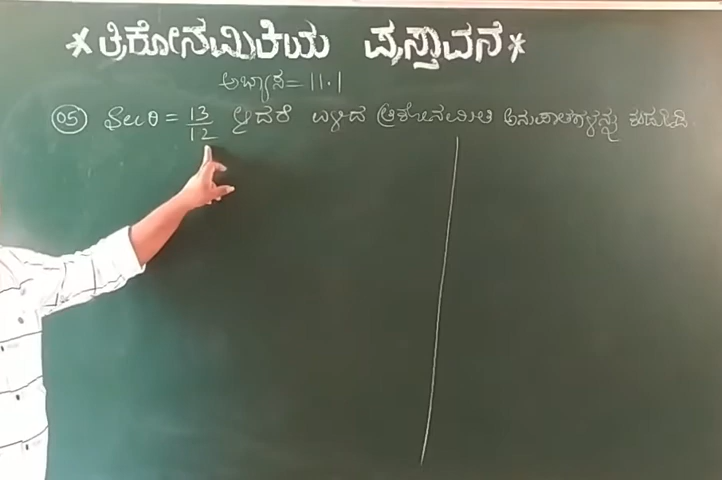 *ತ್ರಿಕೋನಮಿತಿಯ ಪ್ರಸ್ತಾವನೆ*
ಅಭ್ಯಾಸ = 11.1
05 Sec θ = 13/12 ಆದರೆ ಉಳಿದ ತ್ರಿಕೋನಮಿತಿ ಅನುಪಾತಗಳನ್ನು ಕಂಡುಹಿಡಿ